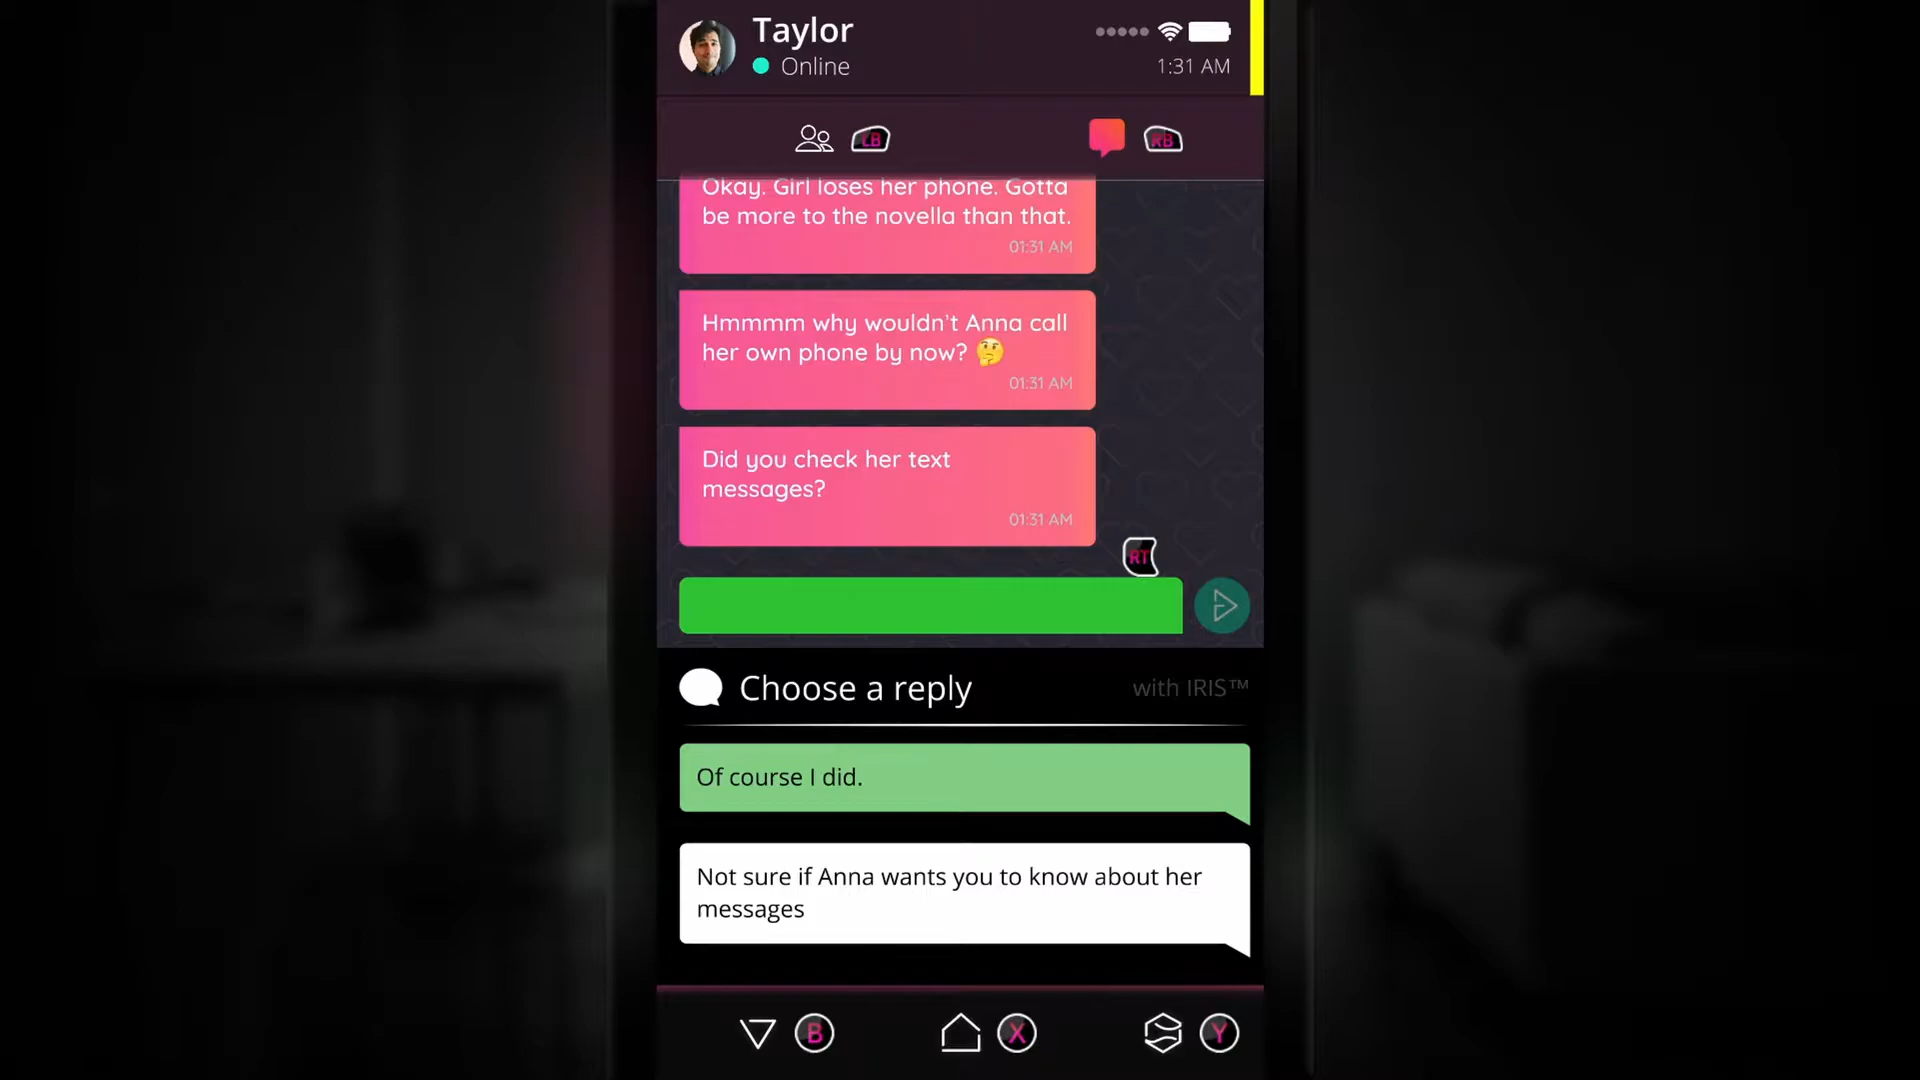 Taylor
Online
1:31 AM
LB
RB
Okay. Girl loses her phone. Gotta
be more to the novella than that.
01:31 AM
Hmmmm why wouldn't Anna call
her own phone by now? 🤔
01:31 AM
Did you check her text
messages?
01:31 AM
RT
Choose a reply
with IRIS™
Of course I did.
Not sure if Anna wants you to know about her
messages
B
X
Y